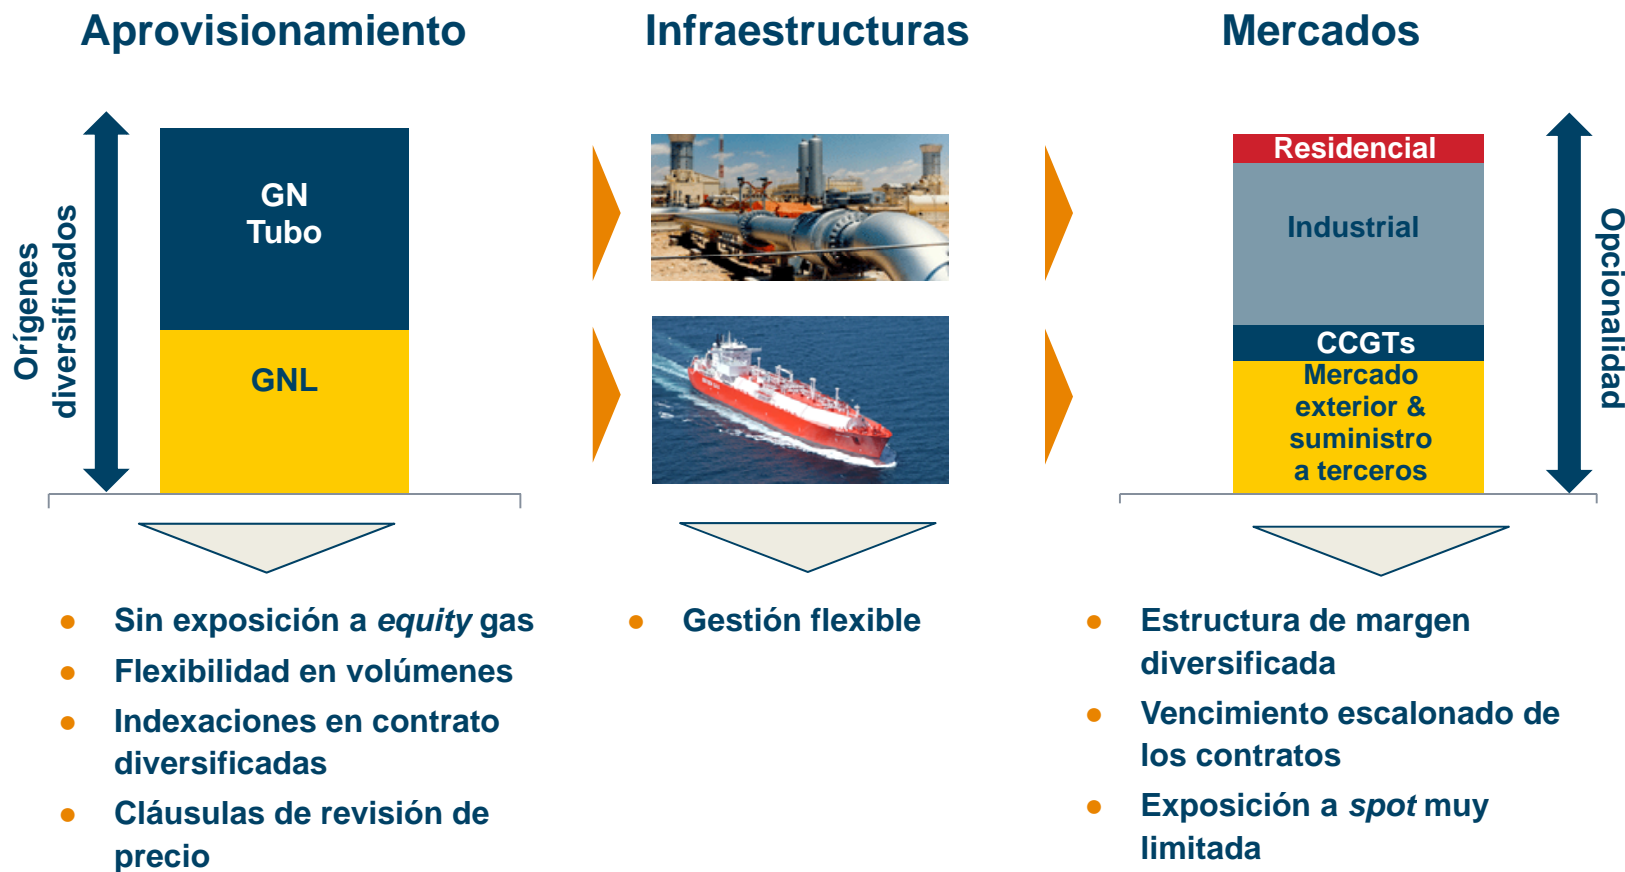 Aprovisionamiento
Infraestructuras
Mercados
Orígenes
diversificados
GN
Tubo
GNL
Residencial
Industrial
CCGTs
Mercado
exterior &
suministro
a terceros
Opcionalidad
● Sin exposición a equity gas
● Flexibilidad en volúmenes
● Indexaciones en contrato
diversificadas
● Cláusulas de revisión de
precio
● Gestión flexible
● Estructura de margen
diversificada
● Vencimiento escalonado de
los contratos
● Exposición a spot muy
limitada